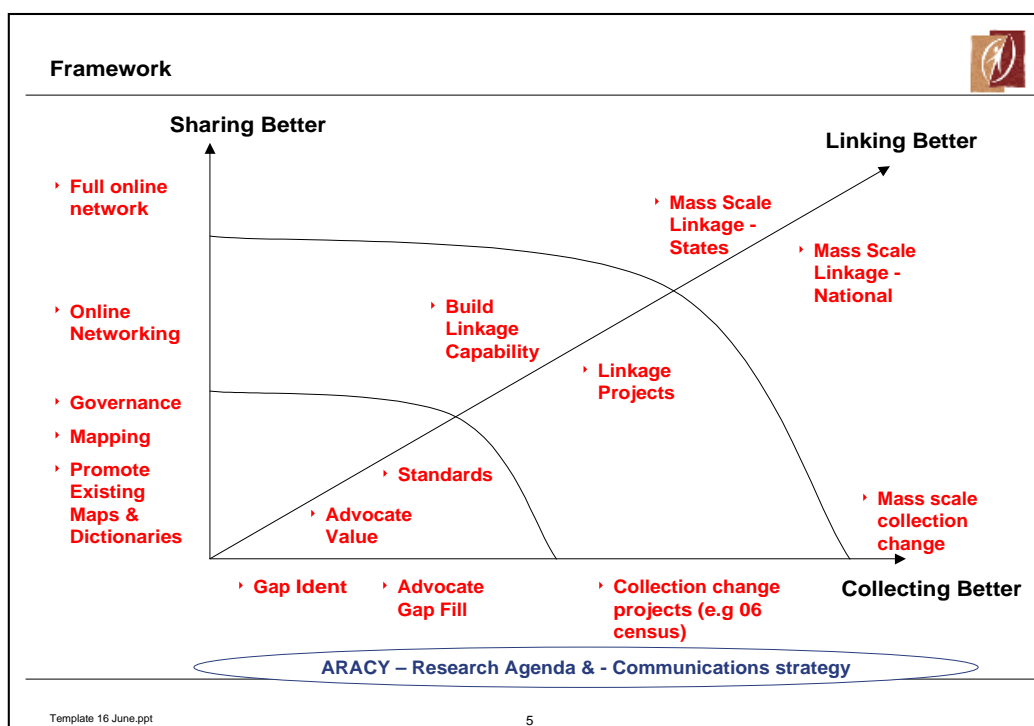 Framework
Sharing Better
Linking Better
Full online
network
Mass Scale
Linkage -
States
Mass Scale
Linkage -
National
Online
Networking
Build
Linkage
Capability
Linkage
Projects
Governance
Mapping
Promote
Existing
Maps &
Dictionaries
Standards
Advocate
Value
Mass scale
collection
change
Gap Ident
Advocate
Gap Fill
Collection change
projects (e.g 06
census)
Collecting Better
ARACY – Research Agenda & - Communications strategy
Template 16 June.ppt
5